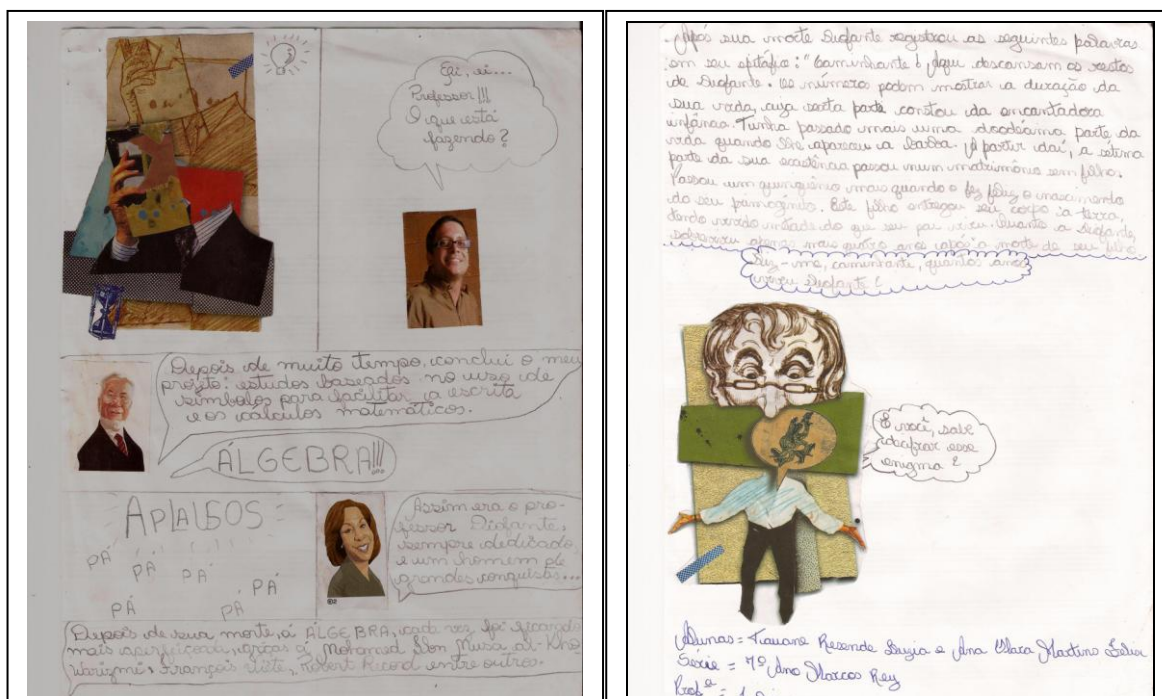 Ei, ei...
Professor!!!
O que está
fazendo?
Depois de muito tempo, conclui o meu
projeto: estudos baseados no uso de
símbolos para facilitar a escrita
e os cálculos matemáticos.
ÁLGEBRA!!!
APLAUSOS
PÁ
PÁ
PÁ
PÁ
PÁ
PÁ
Assim era o pro-
fessor Diofante,
sempre dedicado
e um homem de
grandes conquistas...
Depois de sua morte, a ÁLGEBRA, cada vez foi ficando
mais aperfeiçoada, graças a Mohamed Ibn Musa al-Kho
warizmi, François Viète, Robert Record entre outros.
Após sua morte Diofante registrou as seguintes palavras
em seu epitáfio: "Caminhante! Aqui descansam os restos
de Diofante. Os números podem mostrar a duração da
sua vida, cuja sexta parte constou da encantadora
infância. Tinha passado mais uma duodécima parte da
vida quando lhe apareceu a barba. A partir daí, a sétima
parte da sua existência passou num matrimônio sem filho.
Passou um quinquênio mais quando o fez feliz o nascimento
do seu primogênito. Este filho entregou seu corpo à terra,
tendo vivido metade do que seu pai viveu. Quanto a Diofante,
sobreviveu apenas mais quatro anos após a morte de seu filho
Diz-me, caminhante, quantos anos
viveu Diofante?
E você, sabe
decifrar esse
enigma?
Alunas = Resende e Ana Clara Martins
Série = 7º Ano Marcos Rey
Profª =